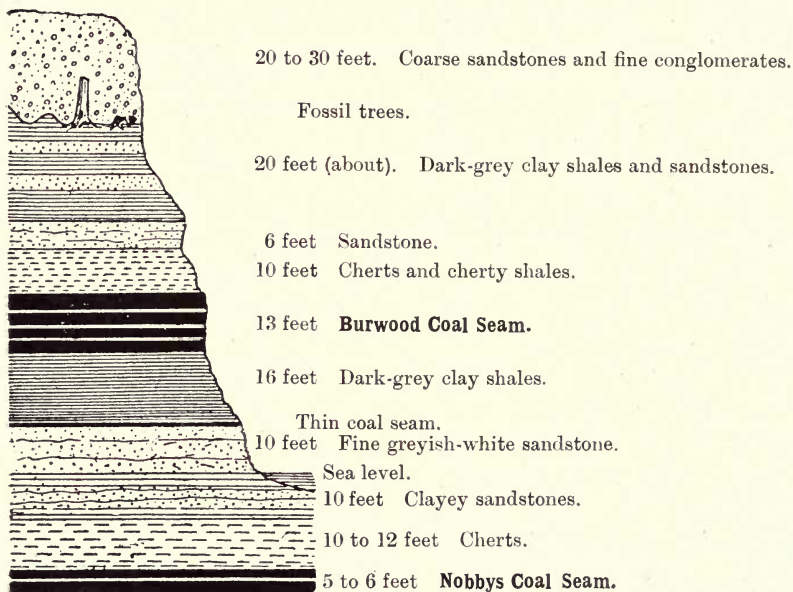 20 to 30 feet. Coarse sandstones and fine conglomerates.
Fossil trees.
20 feet (about). Dark-grey clay shales and sandstones.
6 feet Sandstone.
10 feet Cherts and cherty shales.
13 feet Burwood Coal Seam.
16 feet Dark-grey clay shales.
Thin coal seam.
10 feet Fine greyish-white sandstone.
Sea level.
10 feet Clayey sandstones.
10 to 12 feet Cherts.
5 to 6 feet Nobbys Coal Seam.